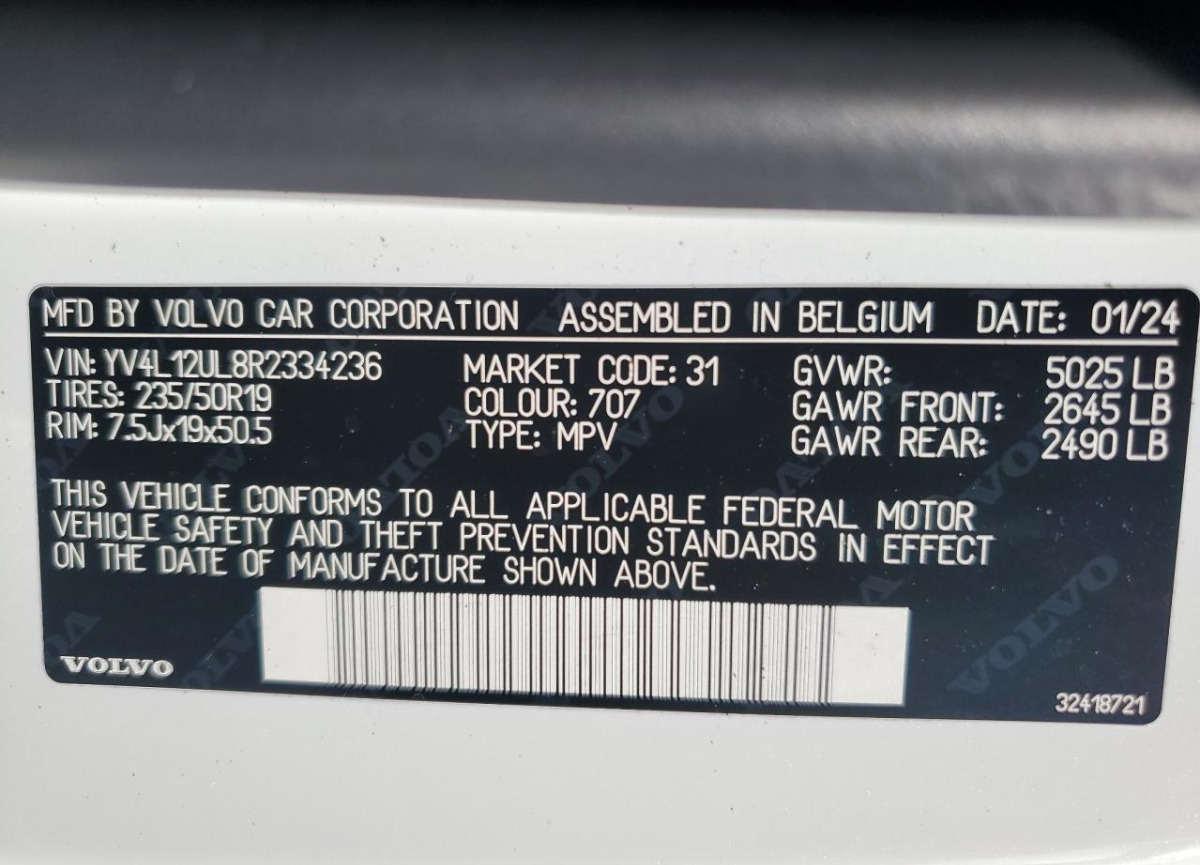 MFD BY VOLVO CAR CORPORATION ASSEMBLED IN BELGIUM DATE: 01/24
VIN: YV4L12UL8R2334236 MARKET CODE: 31 GVWR: 5025 LB
TIRES: 235/50R19 COLOUR: 707 GAWR FRONT: 2645 LB
RIM: 7.5Jx19x50.5 TYPE: MPV GAWR REAR: 2490 LB
THIS VEHICLE CONFORMS TO ALL APPLICABLE FEDERAL MOTOR
VEHICLE SAFETY AND THEFT PREVENTION STANDARDS IN EFFECT
ON THE DATE OF MANUFACTURE SHOWN ABOVE.
VOLVO
32418721